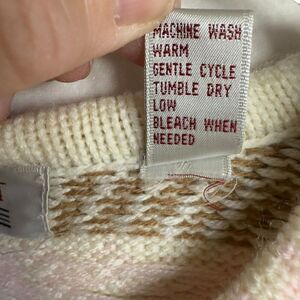 MACHINE WASH
WARM
GENTLE CYCLE
TUMBLE DRY
LOW
BLEACH WHEN
NEEDED